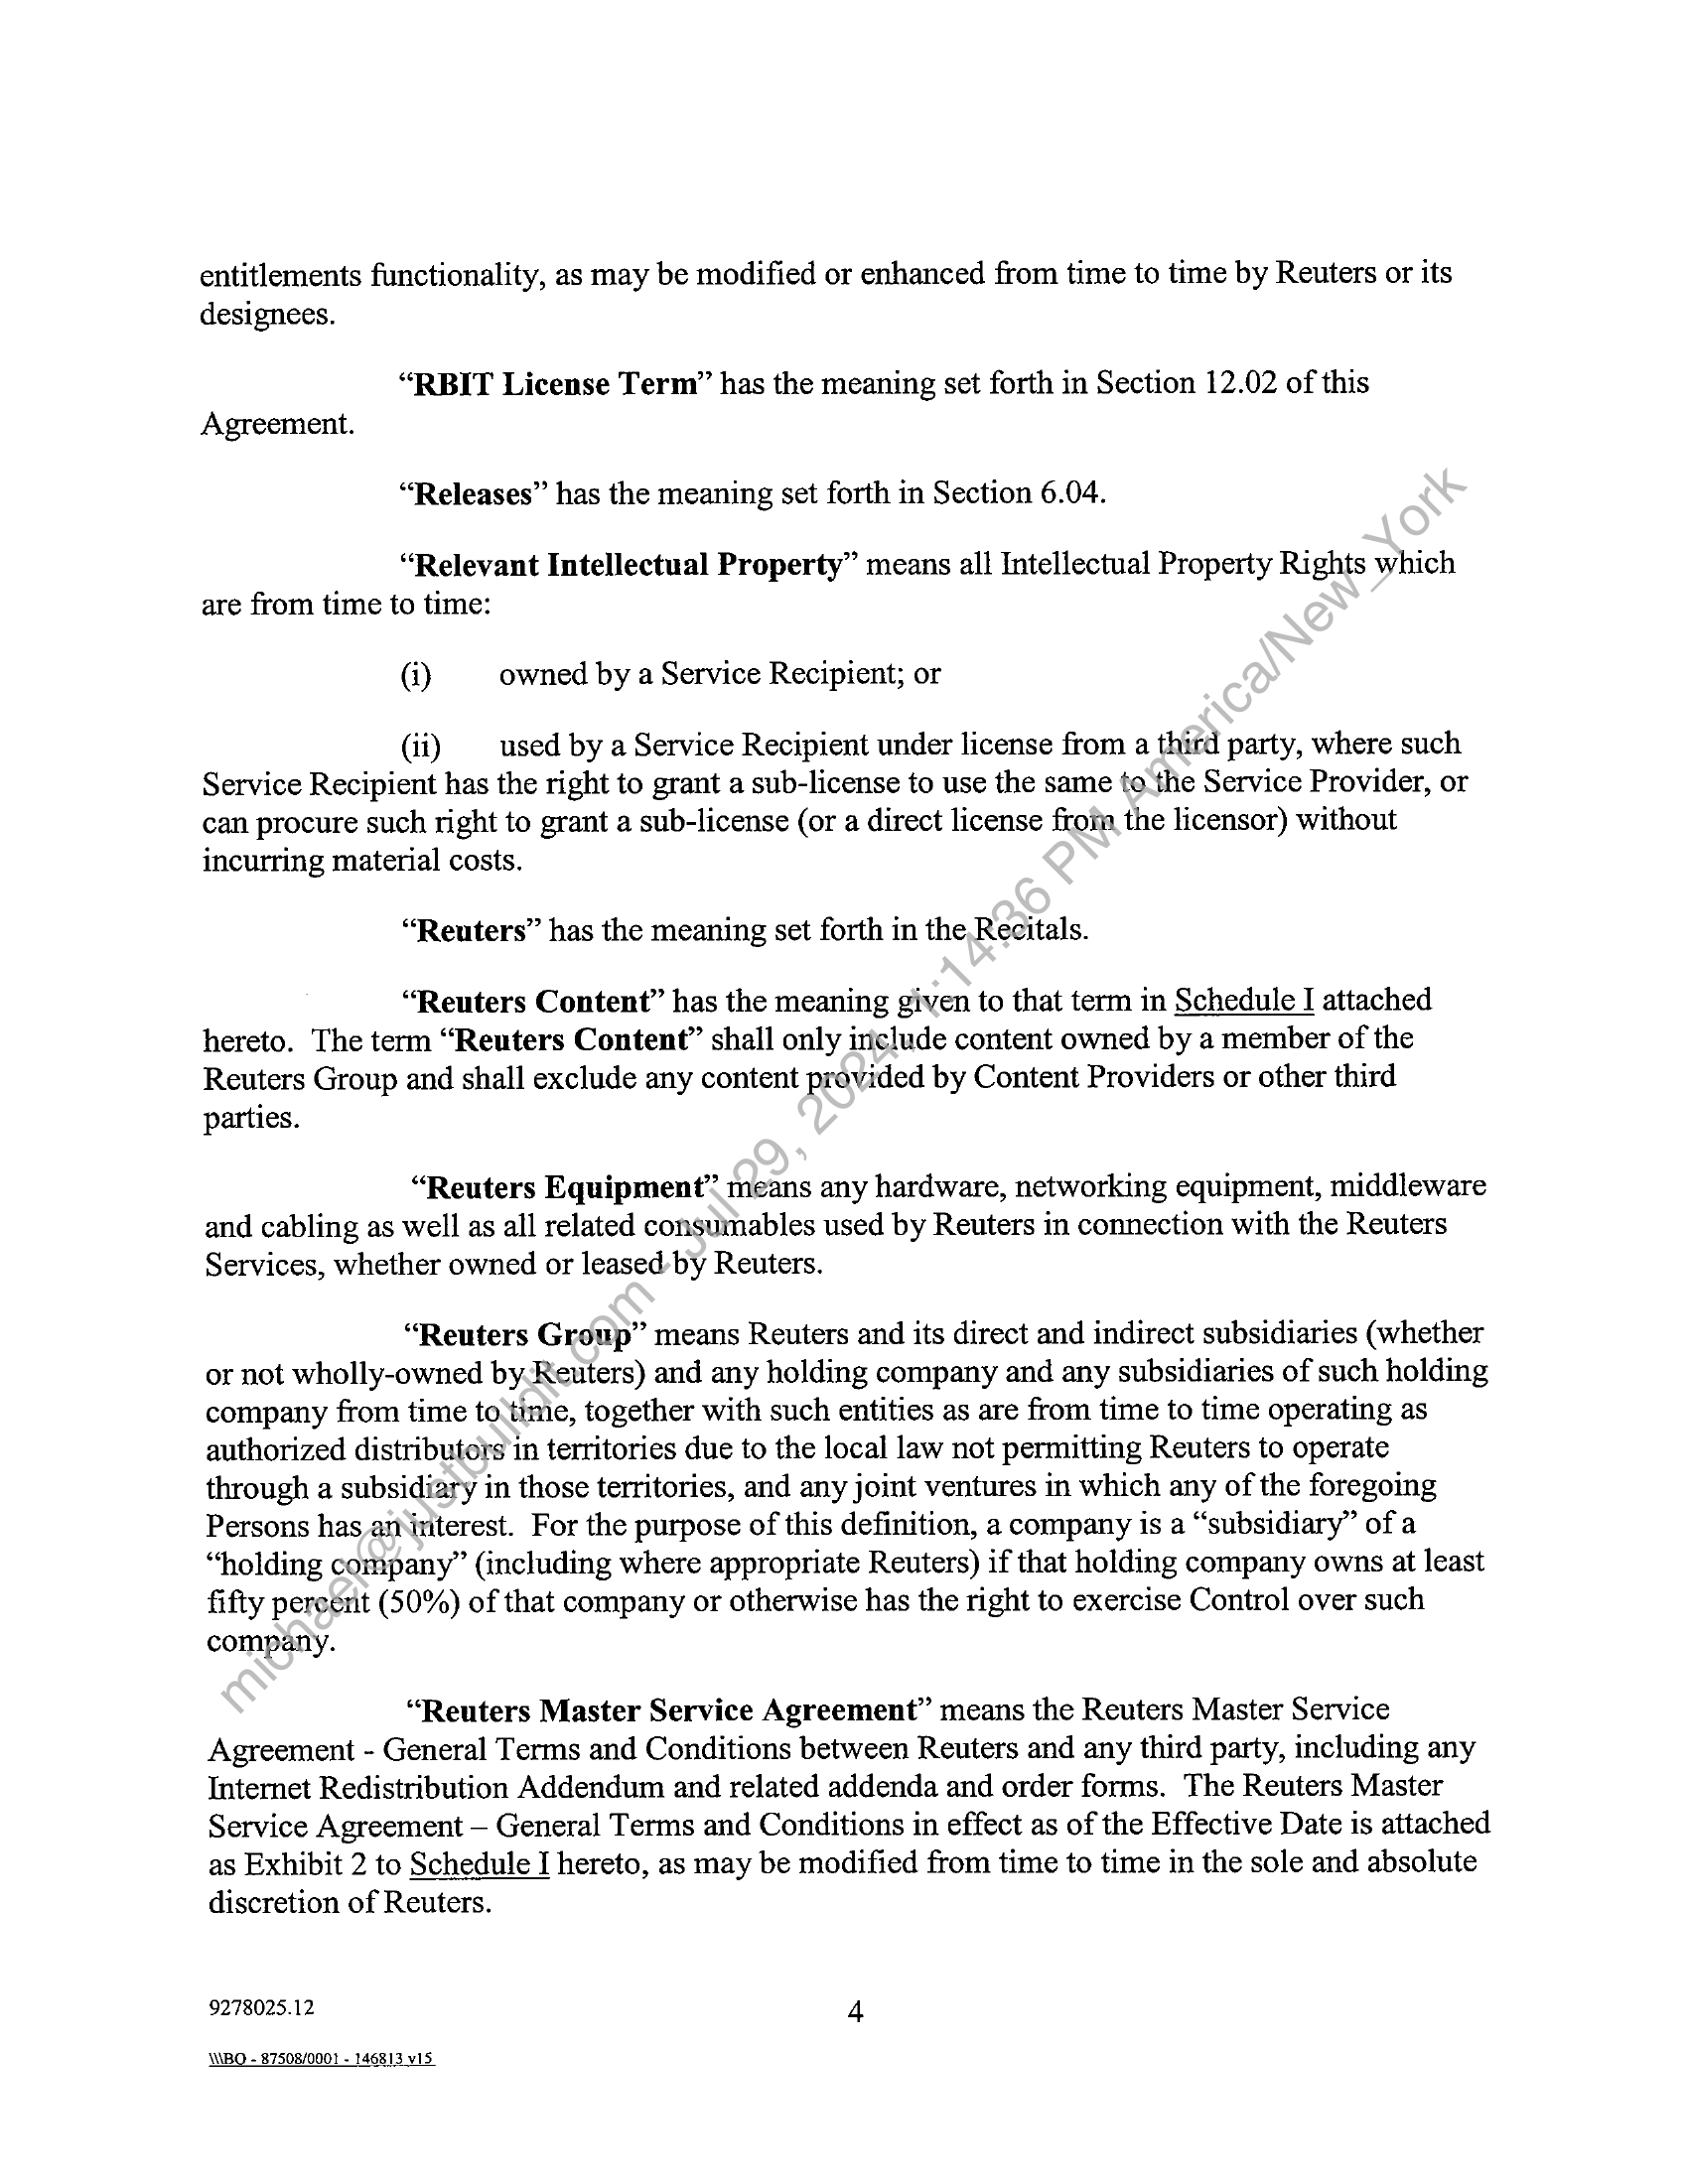 entitlements functionality, as may be modified or enhanced from time to time by Reuters or its
designees.
“RBIT License Term” has the meaning set forth in Section 12.02 of this
Agreement.
“Releases” has the meaning set forth in Section 6.04.
“Relevant Intellectual Property” means all Intellectual Property Rights which
are from time to time:
(i) owned by a Service Recipient; or
(ii) used by a Service Recipient under license from a third party, where such
Service Recipient has the right to grant a sub-license to use the same to the Service Provider, or
can procure such right to grant a sub-license (or a direct license from the licensor) without
incurring material costs.
“Reuters” has the meaning set forth in the Recitals.
“Reuters Content” has the meaning given to that term in Schedule I attached
hereto. The term “Reuters Content” shall only include content owned by a member of the
Reuters Group and shall exclude any content provided by Content Providers or other third
parties.
“Reuters Equipment” means any hardware, networking equipment, middleware
and cabling as well as all related consumables used by Reuters in connection with the Reuters
Services, whether owned or leased by Reuters.
“Reuters Group” means Reuters and its direct and indirect subsidiaries (whether
or not wholly-owned by Reuters) and any holding company and any subsidiaries of such holding
company from time to time, together with such entities as are from time to time operating as
authorized distributors in territories due to the local law not permitting Reuters to operate
through a subsidiary in those territories, and any joint ventures in which any of the foregoing
Persons has an interest. For the purpose of this definition, a company is a “subsidiary” of a
“holding company” (including where appropriate Reuters) if that holding company owns at least
fifty percent (50%) of that company or otherwise has the right to exercise Control over such
company.
“Reuters Master Service Agreement” means the Reuters Master Service
Agreement - General Terms and Conditions between Reuters and any third party, including any
Internet Redistribution Addendum and related addenda and order forms. The Reuters Master
Service Agreement – General Terms and Conditions in effect as of the Effective Date is attached
as Exhibit 2 to Schedule I hereto, as may be modified from time to time in the sole and absolute
discretion of Reuters.
9278025.12
4
\\\BO - 87508/0001 - 146813 v15
michael@justbuildit.com - Jul 29, 2024, 1:14:36 PM America/New_York